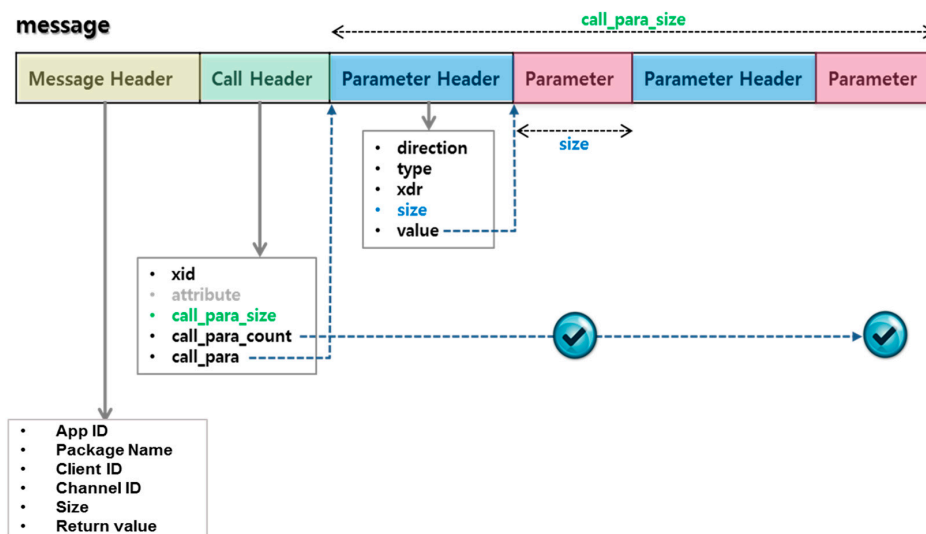 message
call_para_size
Message Header
Call Header
Parameter Header
Parameter
Parameter Header
Parameter
size
• direction
• type
• xdr
• size
• value
• xid
• attribute
• call_para_size
• call_para_count
• call_para
• App ID
• Package Name
• Client ID
• Channel ID
• Size
• Return value